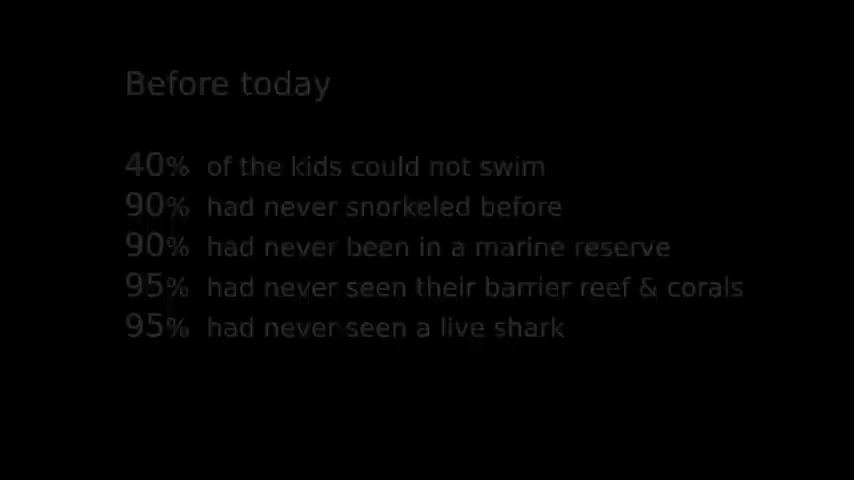 Before today
40% of the kids could not swim
90% had never snorkeled before
90% had never been in a marine reserve
95% had never seen their barrier reef & corals
95% had never seen a live shark